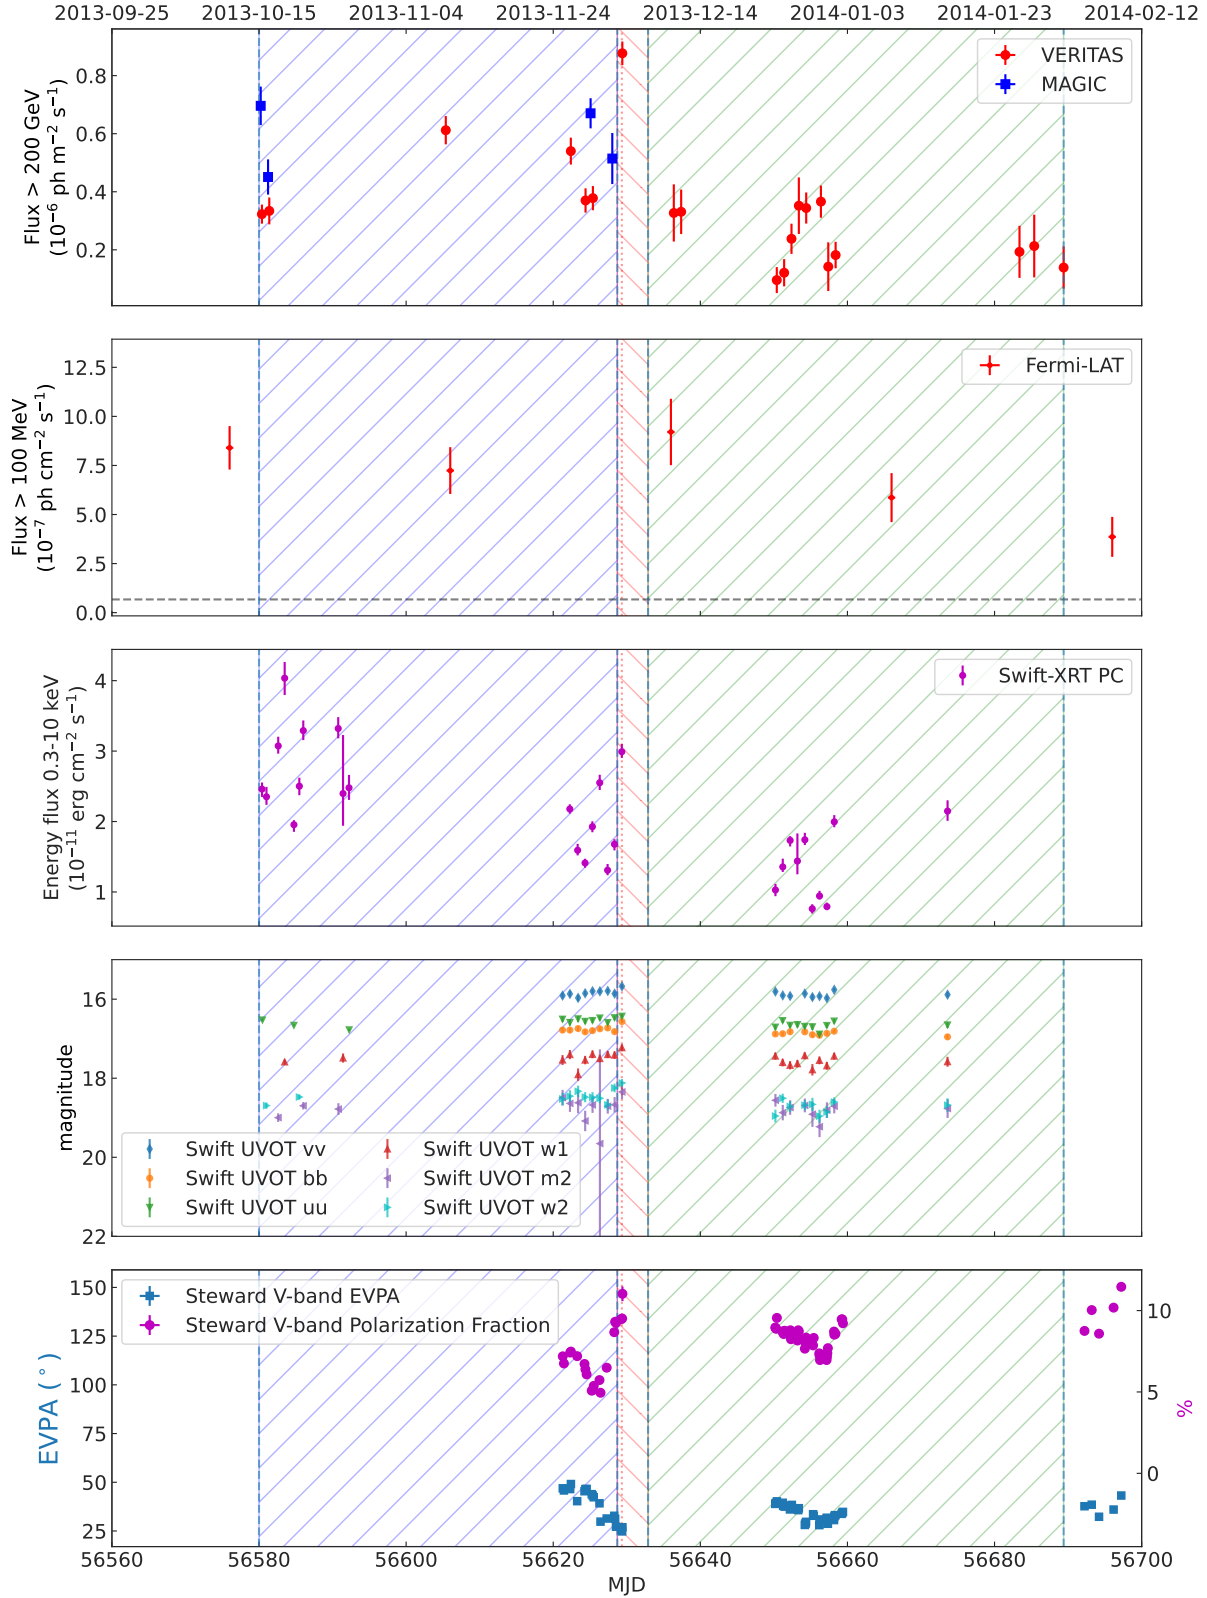 2013-09-25 2013-10-15 2013-11-04 2013-11-24 2013-12-14 2014-01-03 2014-01-23 2014-02-12
Flux > 200 GeV
(10⁻⁶ ph m⁻² s⁻¹)
0.8
0.6
0.4
0.2
VERITAS
MAGIC
Flux > 100 MeV
(10⁻⁷ ph cm⁻² s⁻¹)
12.5
10.0
7.5
5.0
2.5
0.0
Fermi-LAT
Energy flux 0.3-10 keV
(10⁻¹¹ erg cm⁻² s⁻¹)
4
3
2
1
Swift-XRT PC
magnitude
16
18
20
22
Swift UVOT vv
Swift UVOT bb
Swift UVOT uu
Swift UVOT w1
Swift UVOT m2
Swift UVOT w2
EVPA (°)
150
125
100
75
50
25
Steward V-band EVPA
Steward V-band Polarization Fraction
10
5
0
%
56560 56580 56600 56620 56640 56660 56680 56700
MJD